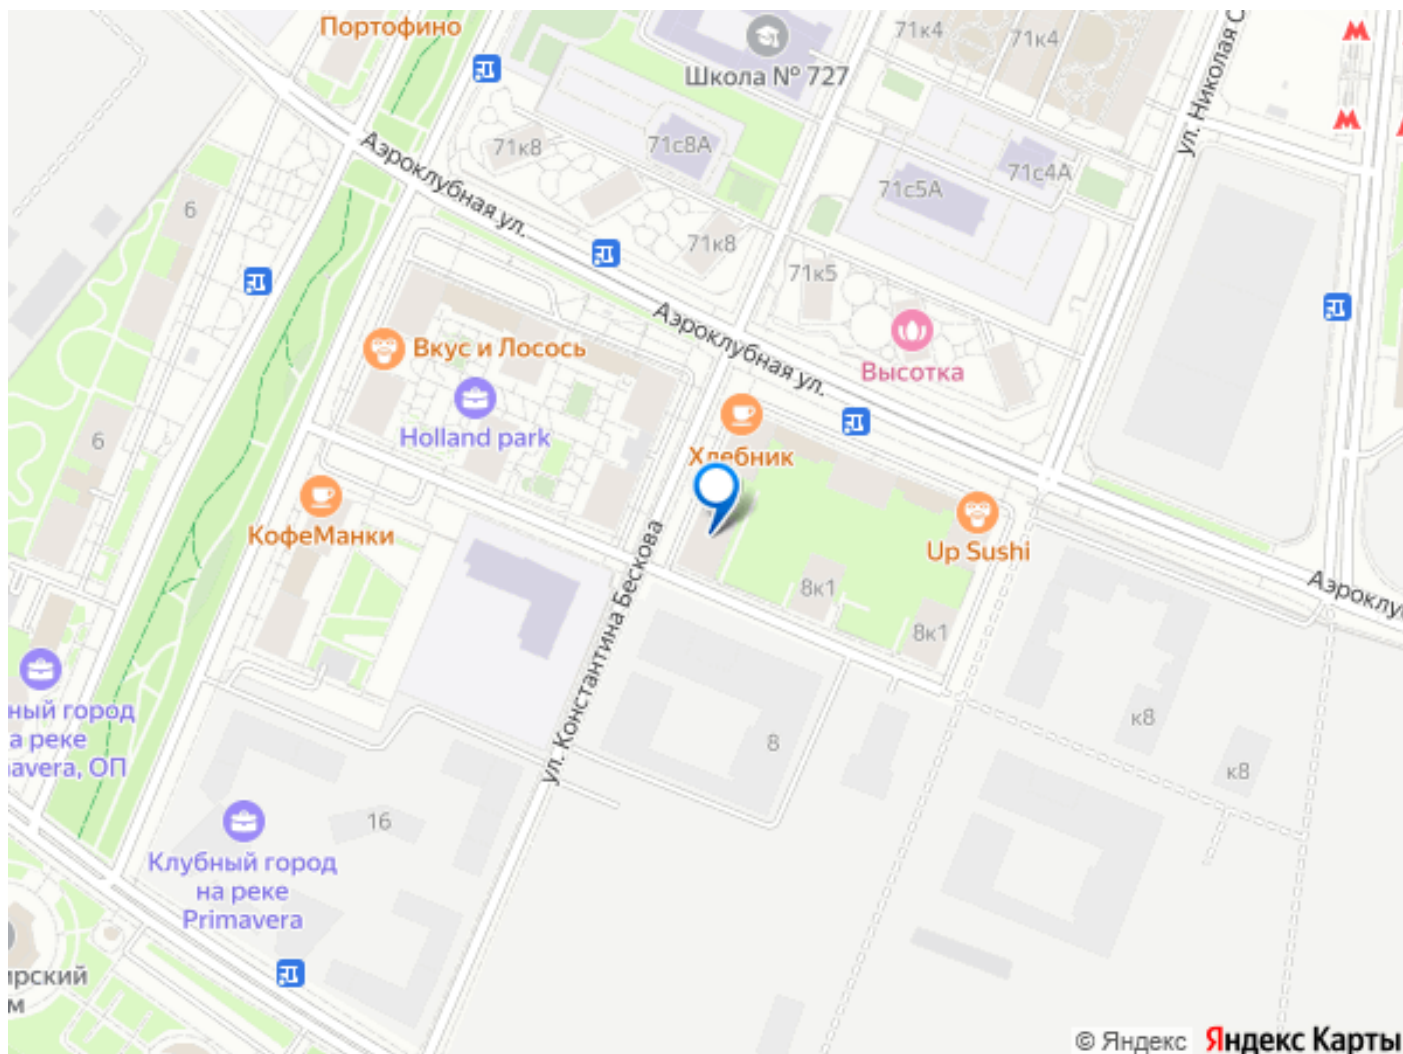 Портофино
71к4
71к4
Школа № 727
ул. Николая С
71к8
71с8А
71с4А
71с5А
Аэроклубная ул.
6
71к8
71к5
Аэроклубная ул.
Вкус и Лосось
Высотка
Holland park
6
Хлебник
КофеМанки
Up Sushi
ул. Константина Бескова
8к1
8к1
Аэроклу
ный город
а реке
avera, ОП
8
к8
к8
16
Клубный город
на реке
Primavera
ирский
м
© Яндекс
Яндекс Карты